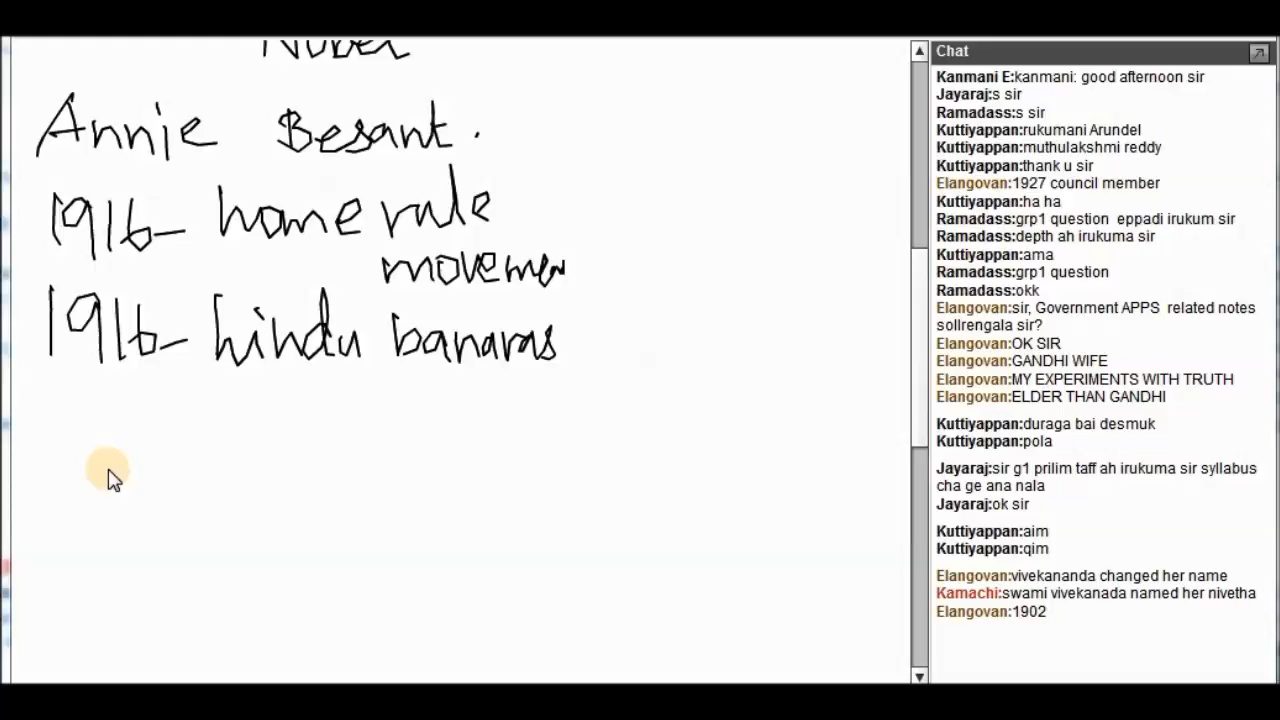 Nobel
Annie Besant.
1916- home rule
movemen
1916- hindu banaras
Chat
Kanmani E:kanmani: good afternoon sir
Jayaraj:s sir
Ramadass:s sir
Kuttiyappan:rukumani Arundel
Kuttiyappan:muthulakshmi reddy
Kuttiyappan:thank u sir
Elangovan:1927 council member
Kuttiyappan:ha ha
Ramadass:grp1 question eppadi irukum sir
Ramadass:depth ah irukuma sir
Kuttiyappan:ama
Ramadass:grp1 question
Ramadass:okk
Elangovan:sir, Government APPS related notes
sollrengala sir?
Elangovan:OK SIR
Elangovan:GANDHI WIFE
Elangovan:MY EXPERIMENTS WITH TRUTH
Elangovan:ELDER THAN GANDHI
Kuttiyappan:duraga bai desmuk
Kuttiyappan:pola
Jayaraj:sir g1 prilim taff ah irukuma sir syllabus
cha ge ana nala
Jayaraj:ok sir
Kuttiyappan:aim
Kuttiyappan:qim
Elangovan:vivekananda changed her name
Kamachi:swami vivekanada named her nivetha
Elangovan:1902